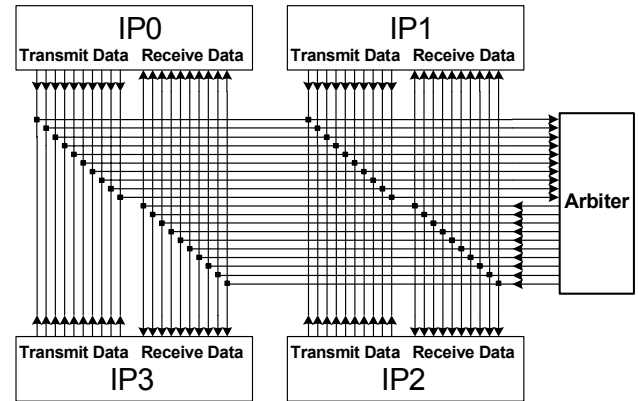 IP0 IP1
Transmit Data Receive Data Transmit Data Receive Data
Arbiter
Transmit Data Receive Data Transmit Data Receive Data
IP3 IP2